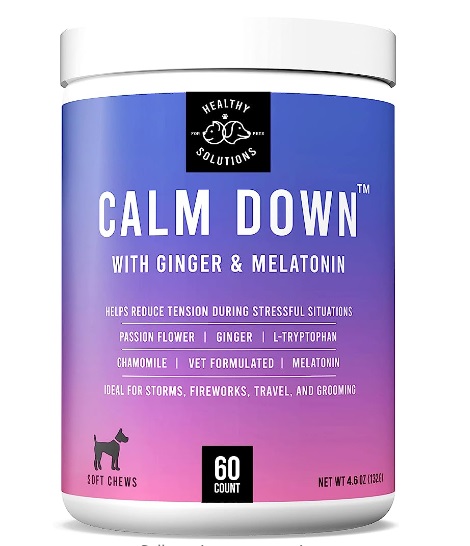 HEALTHY
FOR PETS
SOLUTIONS
CALM DOWN™
WITH GINGER & MELATONIN
HELPS REDUCE TENSION DURING STRESSFUL SITUATIONS
PASSION FLOWER | GINGER | L-TRYPTOPHAN
CHAMOMILE | VET FORMULATED | MELATONIN
IDEAL FOR STORMS, FIREWORKS, TRAVEL, AND GROOMING
SOFT CHEWS
60
COUNT
NET WT 4.6 OZ (132G)